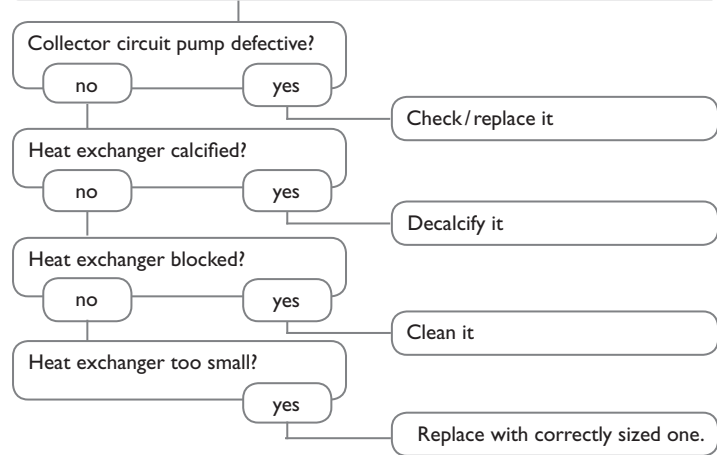 Collector circuit pump defective?
no
yes
Check / replace it
Heat exchanger calcified?
no
yes
Decalcify it
Heat exchanger blocked?
no
yes
Clean it
Heat exchanger too small?
yes
Replace with correctly sized one.